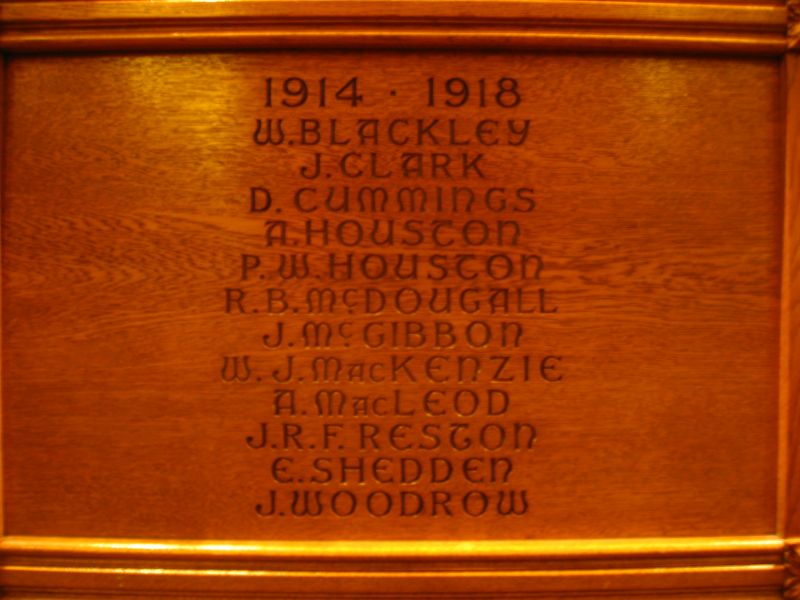 1914 · 1918
W. BLACKLEY
J. CLARK
D. CUMMINGS
A. HOUSTON
P. W. HOUSTON
R. B. McDOUGALL
J. McGIBBON
W. J. MacKENZIE
A. MacLEOD
J. R. F. RESTON
E. SHEDDEN
J. WOODROW